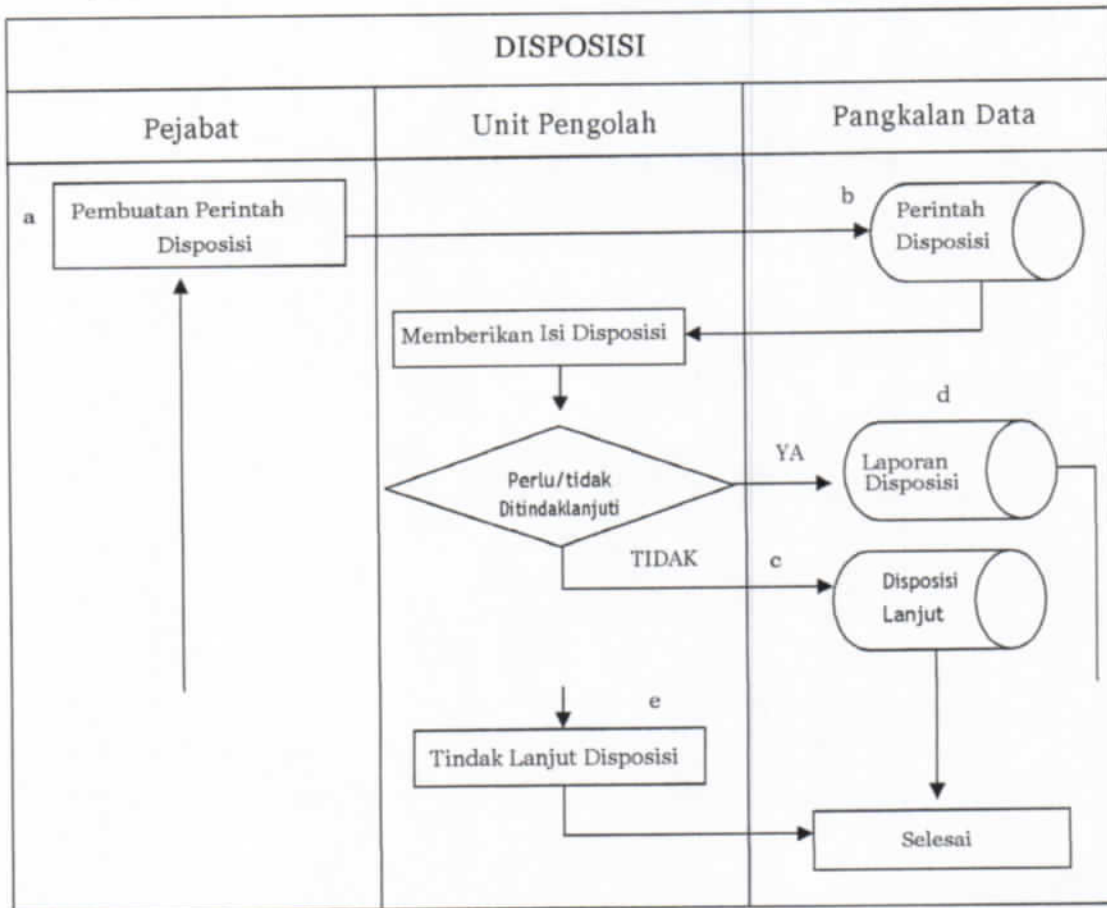 DISPOSISI
Pejabat
Unit Pengolah
Pangkalan Data
a
Pembuatan Perintah
Disposisi
b
Perintah
Disposisi
Memberikan Isi Disposisi
d
Perlu/tidak
Ditindaklanjuti
YA
Laporan
Disposisi
TIDAK
c
Disposisi
Lanjut
e
Tindak Lanjut Disposisi
Selesai